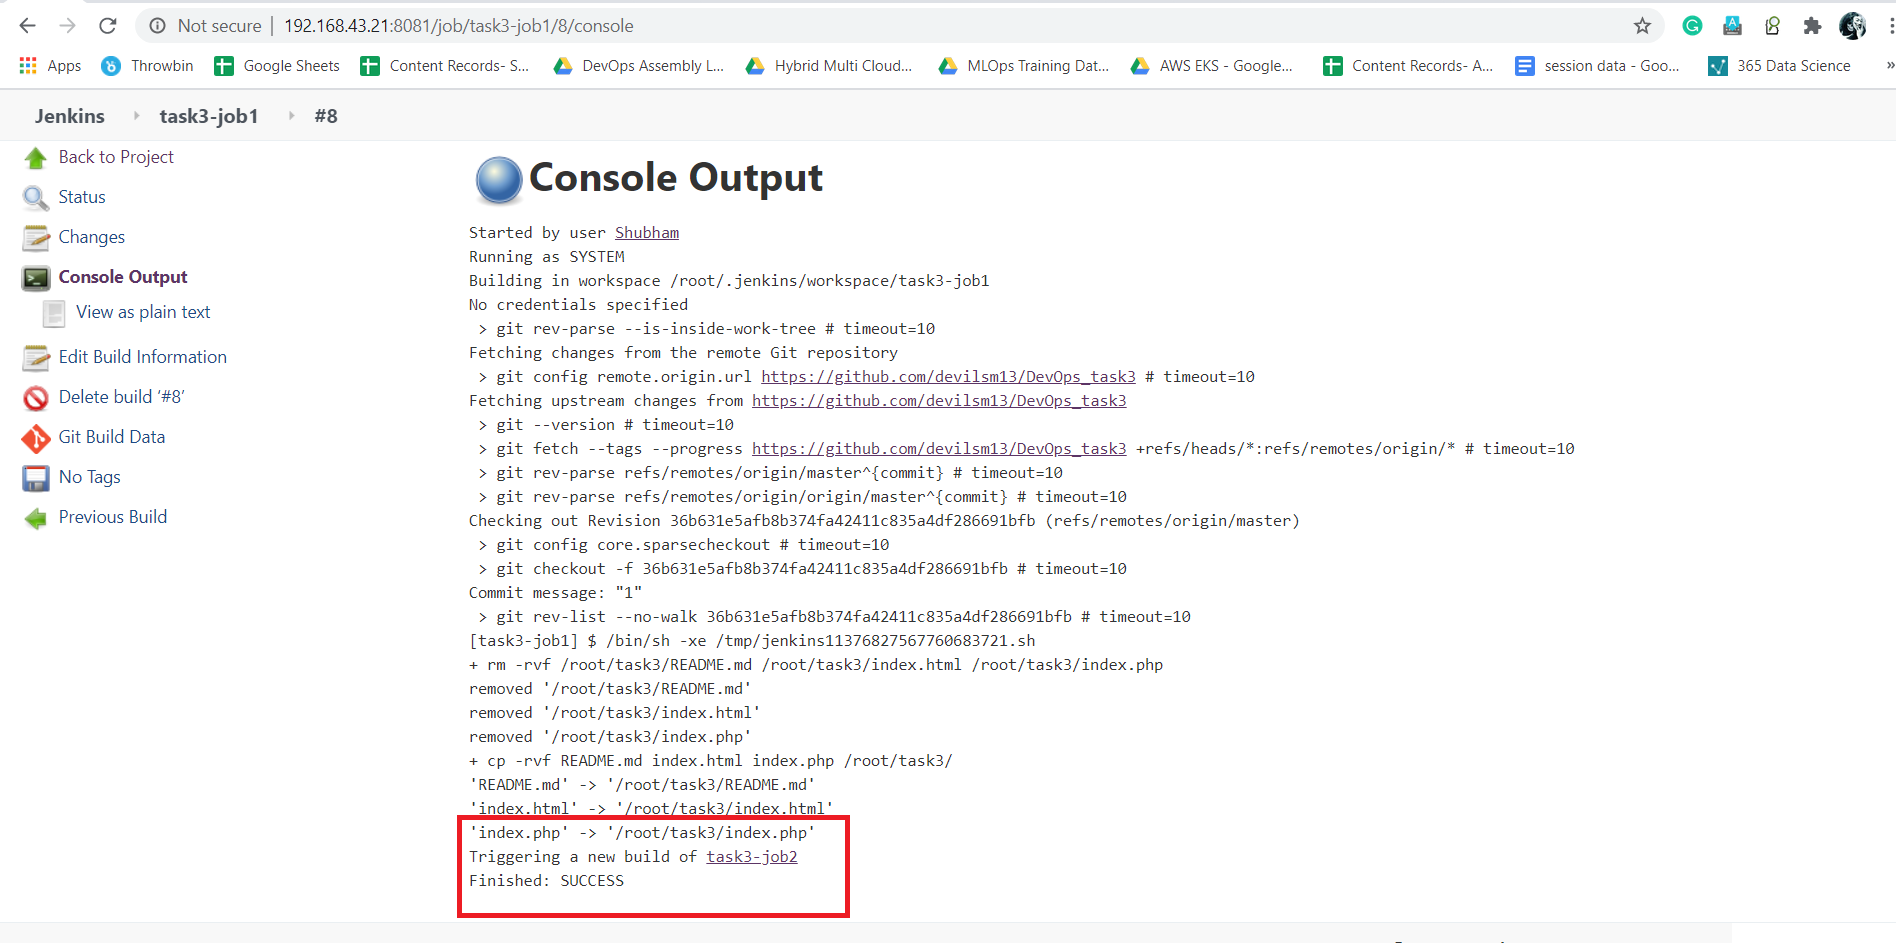 Not secure | 192.168.43.21:8081/job/task3-job1/8/console
Apps Throwbin Google Sheets Content Records- S... DevOps Assembly L... Hybrid Multi Cloud... MLOps Training Dat... AWS EKS - Google... Content Records- A... session data - Goo... 365 Data Science »
Jenkins task3-job1 #8
Back to Project
Status
Changes
Console Output
View as plain text
Edit Build Information
Delete build ‘#8’
Git Build Data
No Tags
Previous Build
Console Output
Started by user Shubham
Running as SYSTEM
Building in workspace /root/.jenkins/workspace/task3-job1
No credentials specified
> git rev-parse --is-inside-work-tree # timeout=10
Fetching changes from the remote Git repository
> git config remote.origin.url https://github.com/devilsm13/DevOps_task3 # timeout=10
Fetching upstream changes from https://github.com/devilsm13/DevOps_task3
> git --version # timeout=10
> git fetch --tags --progress https://github.com/devilsm13/DevOps_task3 +refs/heads/*:refs/remotes/origin/* # timeout=10
> git rev-parse refs/remotes/origin/master^{commit} # timeout=10
> git rev-parse refs/remotes/origin/origin/master^{commit} # timeout=10
Checking out Revision 36b631e5afb8b374fa42411c835a4df286691bfb (refs/remotes/origin/master)
> git config core.sparsecheckout # timeout=10
> git checkout -f 36b631e5afb8b374fa42411c835a4df286691bfb # timeout=10
Commit message: "1"
> git rev-list --no-walk 36b631e5afb8b374fa42411c835a4df286691bfb # timeout=10
[task3-job1] $ /bin/sh -xe /tmp/jenkins11376827567760683721.sh
+ rm -rvf /root/task3/README.md /root/task3/index.html /root/task3/index.php
removed '/root/task3/README.md'
removed '/root/task3/index.html'
removed '/root/task3/index.php'
+ cp -rvf README.md index.html index.php /root/task3/
'README.md' -> '/root/task3/README.md'
'index.html' -> '/root/task3/index.html'
'index.php' -> '/root/task3/index.php'
Triggering a new build of task3-job2
Finished: SUCCESS